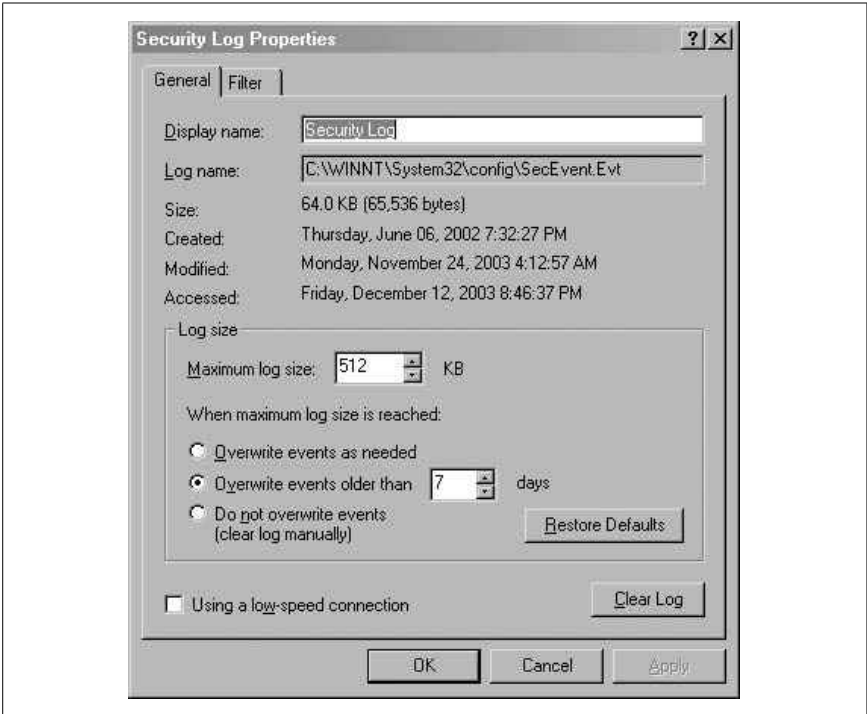 Security Log Properties
General Filter
Display name: Security Log
Log name: C:\WINNT\System32\config\SecEvent.Evt
Size: 64.0 KB (65,536 bytes)
Created: Thursday, June 06, 2002 7:32:27 PM
Modified: Monday, November 24, 2003 4:12:57 AM
Accessed: Friday, December 12, 2003 8:46:37 PM
Log size
Maximum log size: 512 KB
When maximum log size is reached:
Overwrite events as needed
Overwrite events older than 7 days
Do not overwrite events
(clear log manually)
Restore Defaults
Using a low-speed connection
Clear Log
OK Cancel Apply